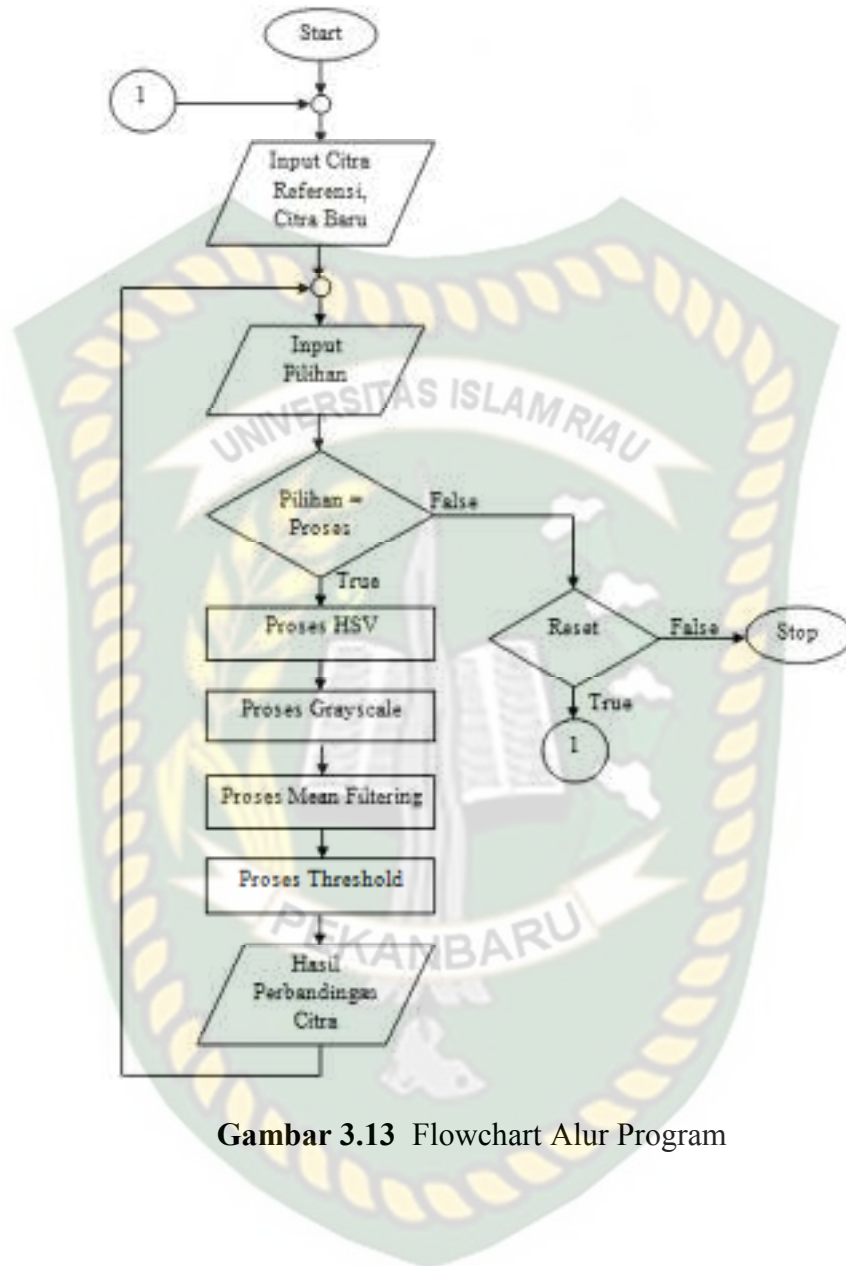 Start
1
Input Citra
Referensi,
Citra Baru
Input
Pilihan
UNIVERSITAS ISLAM RIAU
Pilihan =
Proses
False
True
Proses HSV
Reset
False
Stop
True
1
Proses Grayscale
Proses Mean Filtering
Proses Threshold
PEKANBARU
Hasil
Perbandingan
Citra
Gambar 3.13 Flowchart Alur Program